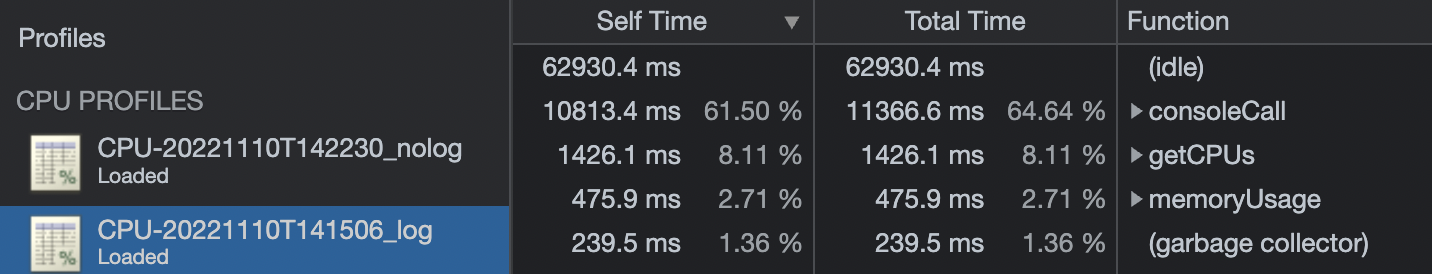 Profiles
CPU PROFILES
CPU-20221110T142230_nolog
Loaded
CPU-20221110T141506_log
Loaded
Self Time ▼ Total Time Function
62930.4 ms 62930.4 ms (idle)
10813.4 ms 61.50 % 11366.6 ms 64.64 % consoleCall
1426.1 ms 8.11 % 1426.1 ms 8.11 % getCPUs
475.9 ms 2.71 % 475.9 ms 2.71 % memoryUsage
239.5 ms 1.36 % 239.5 ms 1.36 % (garbage collector)